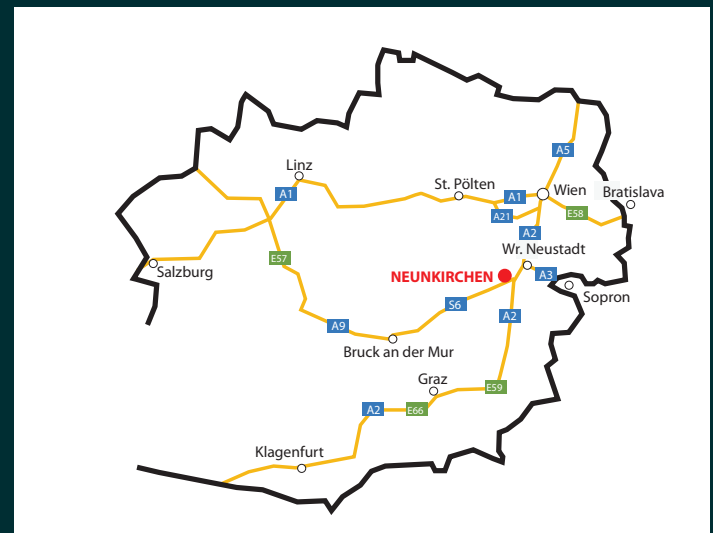 A5
Linz
A1
St. Pölten
A1
Wien
Bratislava
A21
E58
A2
Wr. Neustadt
E57
Salzburg
NEUNKIRCHEN
A3
Sopron
S6
A2
A9
Bruck an der Mur
Graz
E59
A2
E66
Klagenfurt